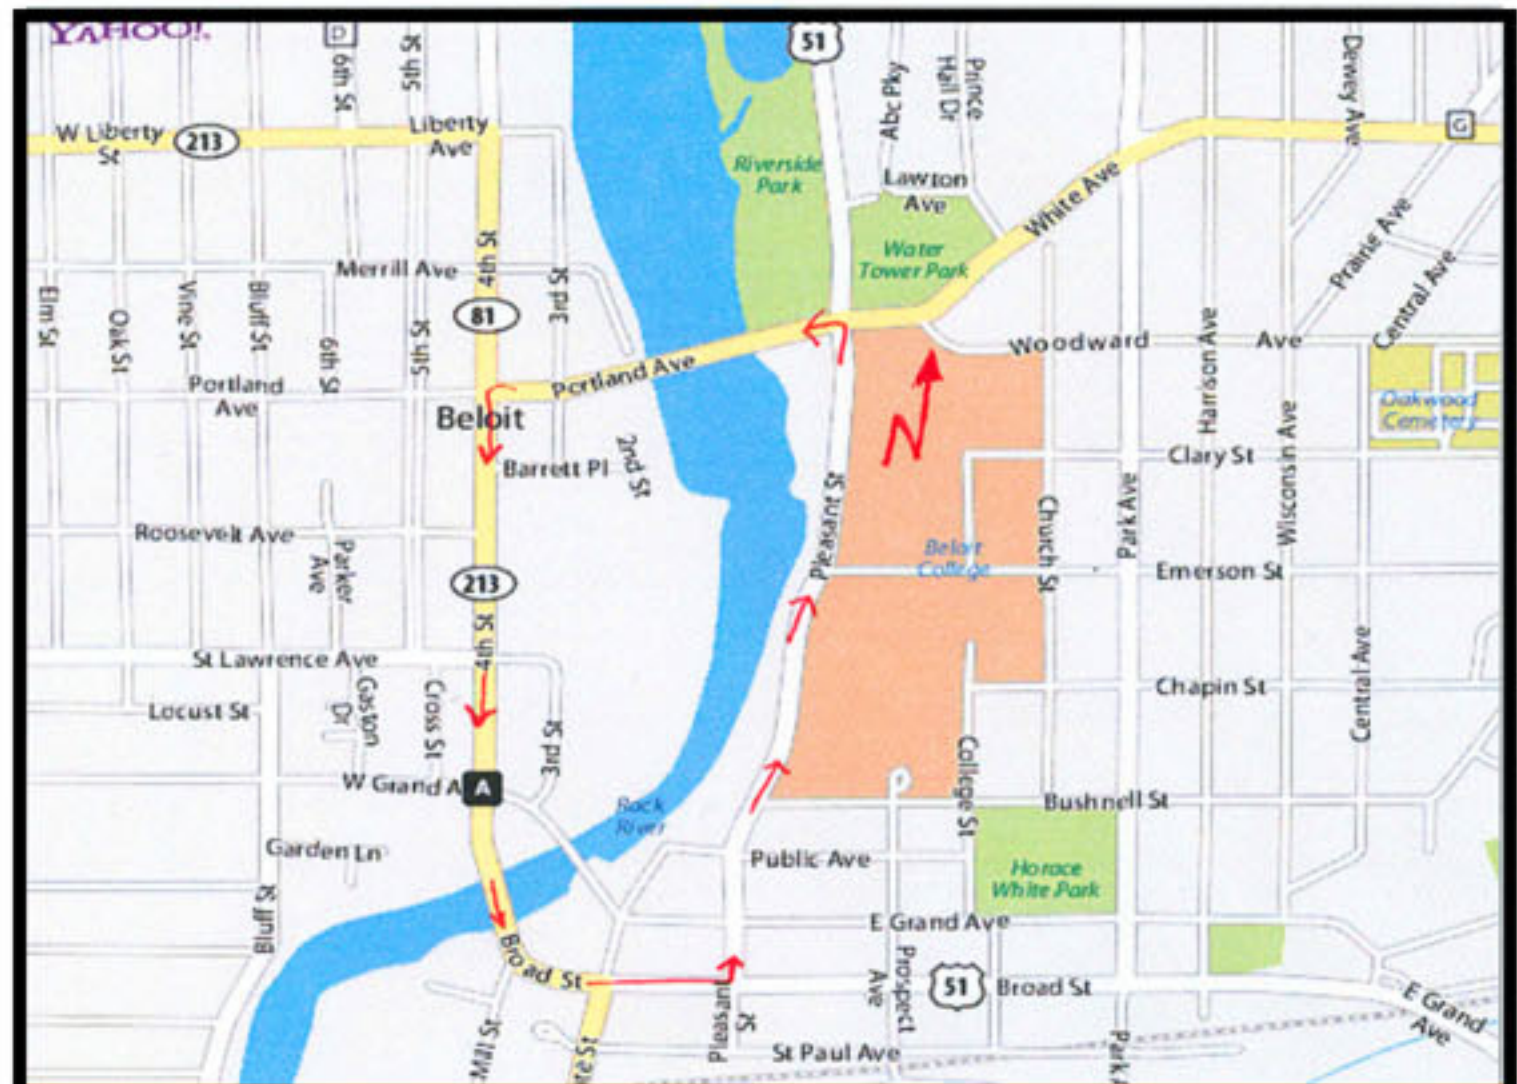 YAHOO!
D
6th St
5th St
51
Abc Pky
Prince
Hall Dr
Dewey Ave
G
W Liberty
St
213
Liberty
Ave
Riverside
Park
Lawton
Ave
White Ave
Prairie Ave
Central Ave
Water
Tower Park
4th St
Merrill Ave
3rd St
Elm St
Oak St
Vine St
Bluff St
81
6th St
5th St
Harrison Ave
Woodward
Ave
Portland Ave
Portland
Ave
Beloit
Oakwood
Cemetery
N
Barrett Pl
2nd St
Pleasant St
Clary St
Park Ave
Wisconsin Ave
Church St
Roosevelt Ave
Parker
Ave
Beloit
College
Emerson St
213
4th St
St Lawrence Ave
Locust St
Gaston
Dr
Cross St
3rd St
Chapin St
Central Ave
W Grand A
A
College St
Rock
River
Bushnell St
Garden Ln
Public Ave
Horace
White Park
Bluff St
E Grand Ave
Broad St
Prospect
Ave
51
Broad St
Pleasant St
E Grand
Ave
Mill St
te St
St Paul Ave
Park